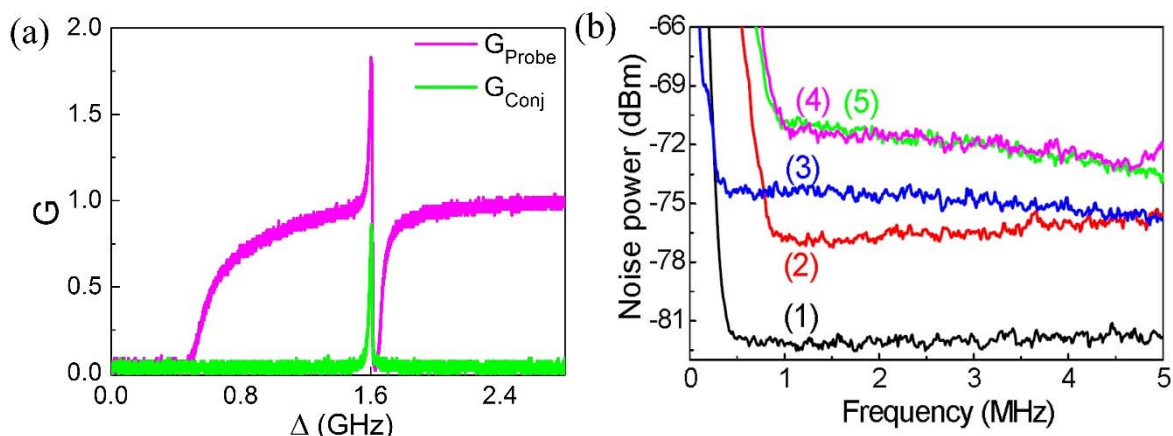 (a)
2.0
1.5
1.0
0.5
0.0
G
G_Probe
G_Conj
0.0 0.8 1.6 2.4
Δ (GHz)
(b)
-66
-69
-72
-75
-78
-81
Noise power (dBm)
(4) (5)
(3)
(2)
(1)
0 1 2 3 4 5
Frequency (MHz)